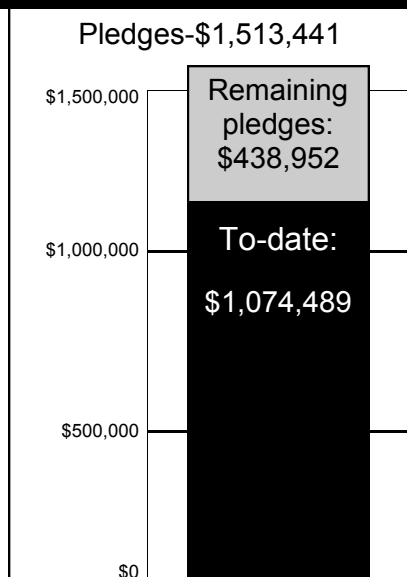 Pledges-$1,513,441
$1,500,000
Remaining
pledges:
$438,952
$1,000,000
To-date:
$1,074,489
$500,000
$0